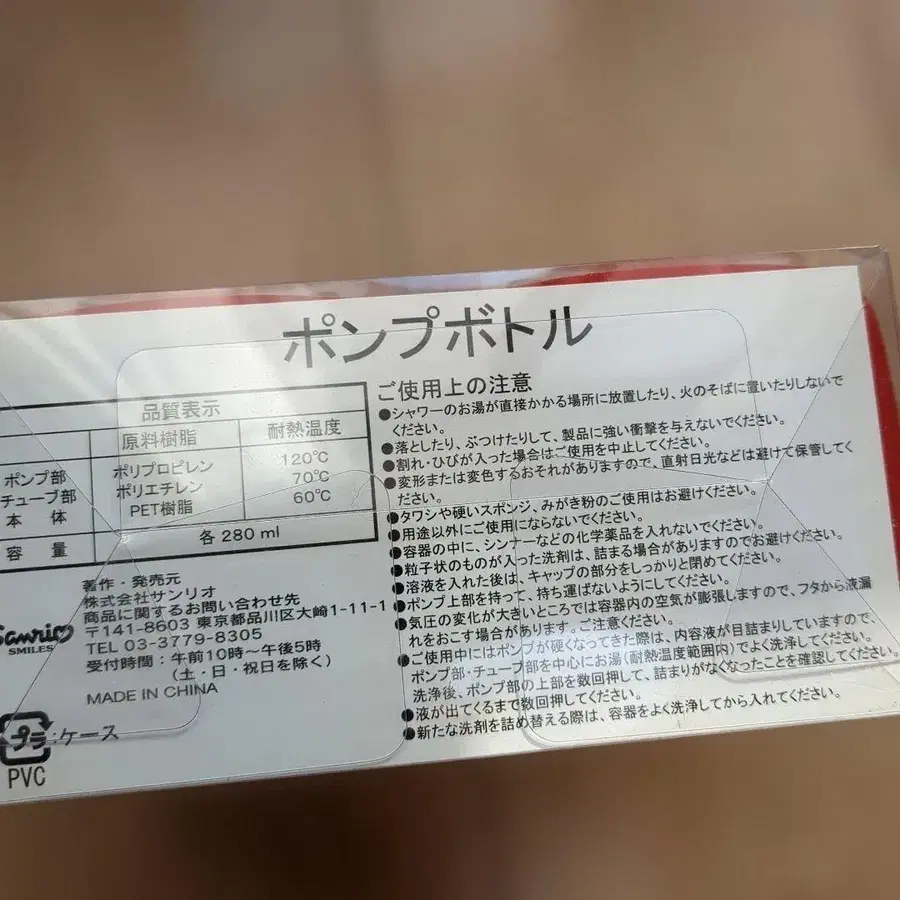 ポンプボトル
品質表示
原料樹脂 耐熱温度
ポンプ部 ポリプロピレン 120℃
チューブ部 ポリエチレン 70℃
本体 PET樹脂 60℃
容量 各280ml
著作・発売元
株式会社サンリオ
商品に関するお問い合わせ先
〒141-8603 東京都品川区大崎1-11-1
TEL 03-3779-8305
受付時間：午前10時〜午後5時
（土・日・祝日を除く）
MADE IN CHINA
Sanrio
SMILES
プラ：ケース
PVC
ご使用上の注意
●シャワーのお湯が直接かかる場所に放置したり、火のそばに置いたりしないで
ください。
●落としたり、ぶつけたりして、製品に強い衝撃を与えないでください。
●割れ・ひびが入った場合はご使用を中止してください。
●変形または変色するおそれがありますので、直射日光などは避けて保管してく
ださい。
●タワシや硬いスポンジ、みがき粉のご使用はお避けください。
●用途以外にご使用にならないでください。
●容器の中に、シンナーなどの化学薬品を入れないでください。
●粒子状のものが入った洗剤は、詰まる場合がありますのでお避けください。
●溶液を入れた後は、キャップの部分をしっかりと閉めてください。
●ポンプ上部を持って、持ち運ばないようにしてください。
●気圧の変化が大きいところでは容器内の空気が膨張しますので、フタから液漏
れをおこす場合があります。ご注意ください。
●ご使用中にはポンプが硬くなってきた際は、内容液が目詰まりしていますので、
ポンプ部・チューブ部を中心にお湯（耐熱温度範囲内）でよく洗浄してください。
洗浄後、ポンプ部の上部を数回押して、詰まりがなくなったことを確認してください。
●液が出てくるまで数回押してください。
●新たな洗剤を詰め替える際は、容器をよく洗浄してから入れてください。